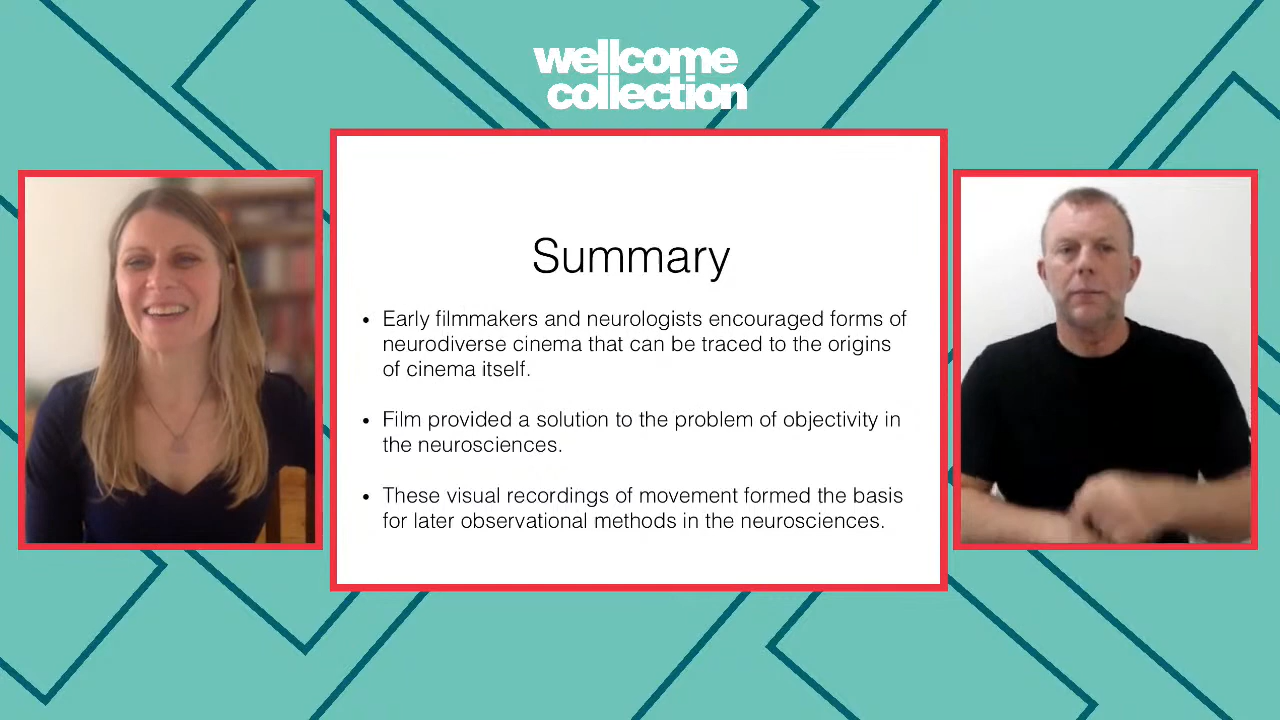 wellcome
collection
Summary
• Early filmmakers and neurologists encouraged forms of
neurodiverse cinema that can be traced to the origins
of cinema itself.
• Film provided a solution to the problem of objectivity in
the neurosciences.
• These visual recordings of movement formed the basis
for later observational methods in the neurosciences.